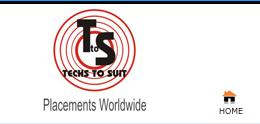 T to S
TECHS TO SUIT
Placements Worldwide
HOME